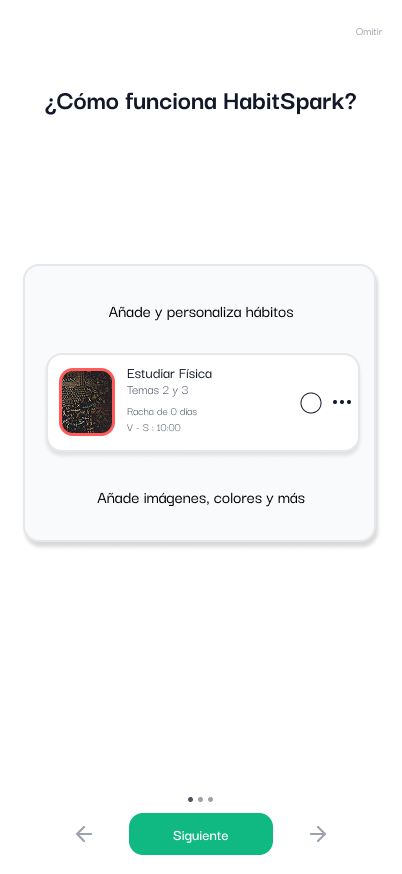 Omitir
¿Cómo funciona HabitSpark?
Añade y personaliza hábitos
Estudiar Física
Temas 2 y 3
Racha de 0 días
V - S : 10:00
Añade imágenes, colores y más
Siguiente